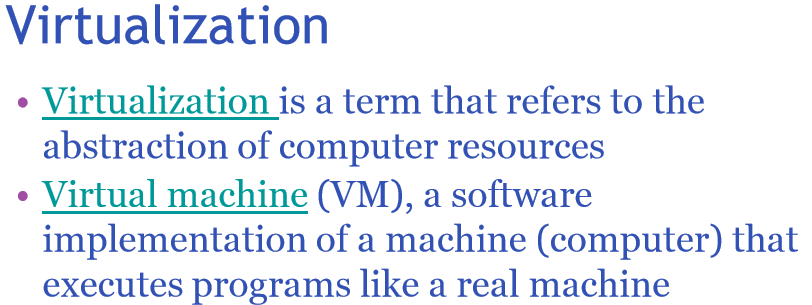 Virtualization
• Virtualization is a term that refers to the
abstraction of computer resources
• Virtual machine (VM), a software
implementation of a machine (computer) that
executes programs like a real machine